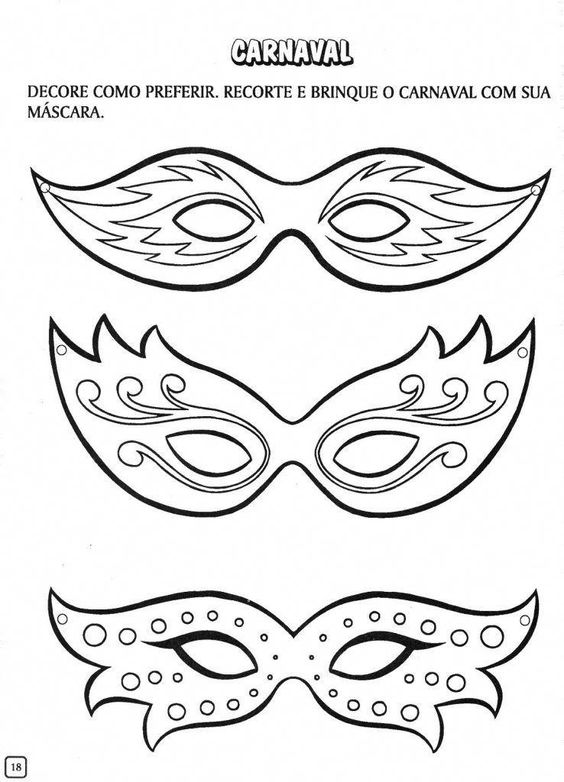 CARNAVAL
DECORE COMO PREFERIR. RECORTE E BRINQUE O CARNAVAL COM SUA
MÁSCARA.
18